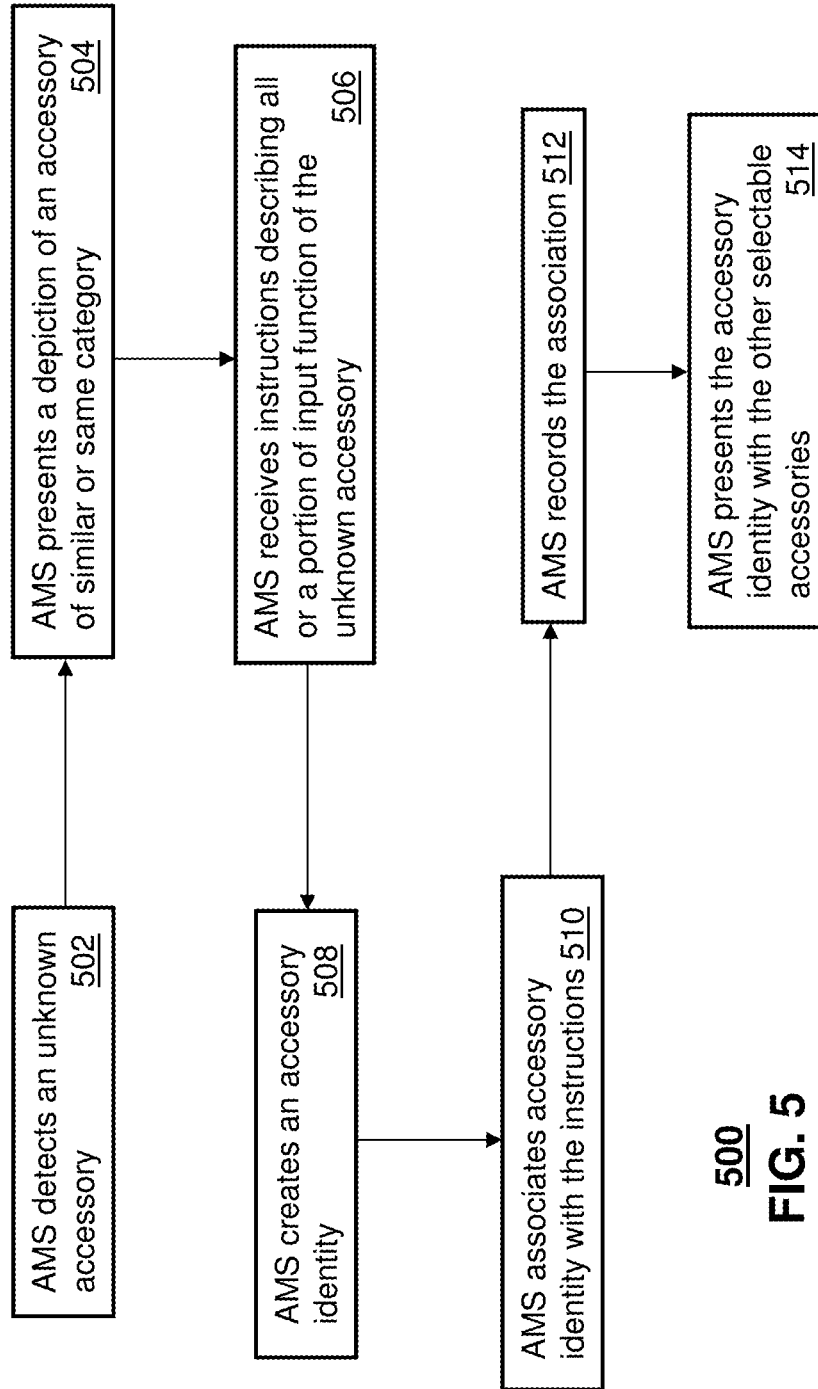 AMS detects an unknown
accessory 502
AMS presents a depiction of an accessory
of similar or same category
504
AMS receives instructions describing all
or a portion of input function of the
unknown accessory 506
AMS creates an accessory
identity 508
AMS associates accessory
identity with the instructions 510
AMS records the association 512
AMS presents the accessory
identity with the other selectable
accessories 514
500
FIG. 5